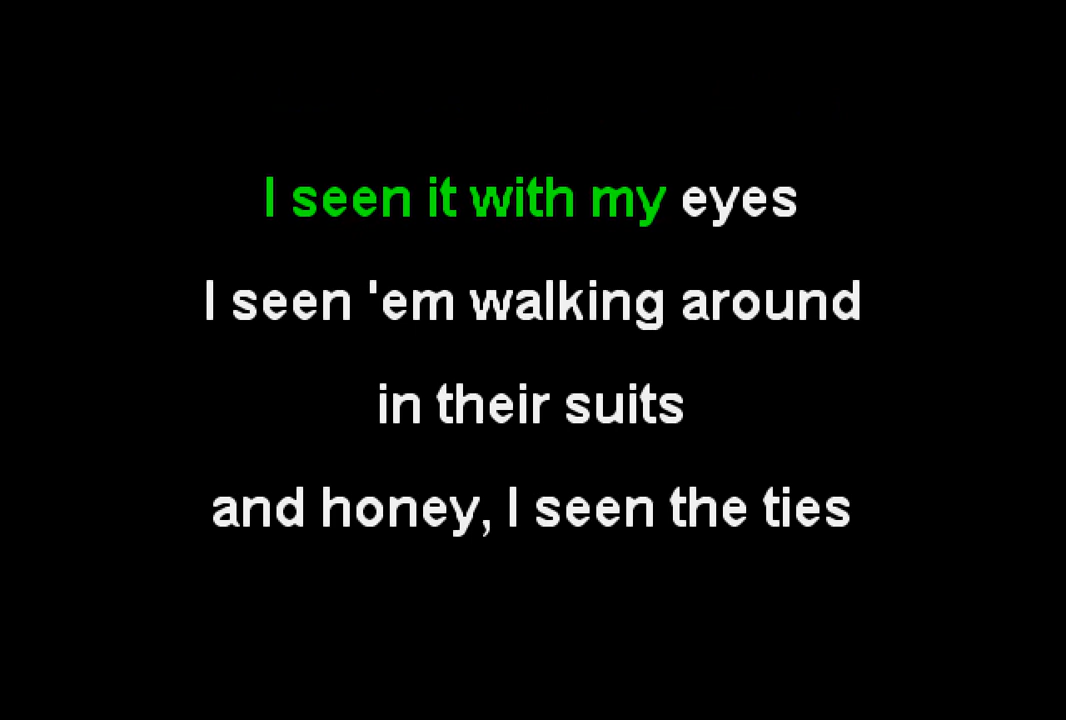 I seen it with my eyes
I seen 'em walking around
in their suits
and honey, I seen the ties